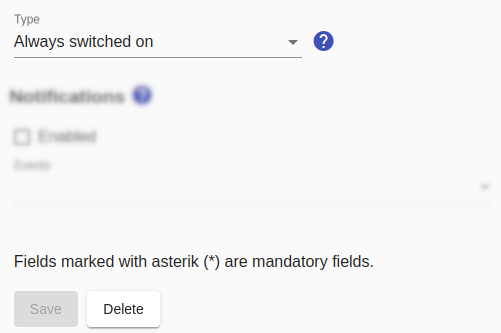 Type
Always switched on
Notifications
Enabled
Events
Fields marked with asterik (*) are mandatory fields.
Save
Delete